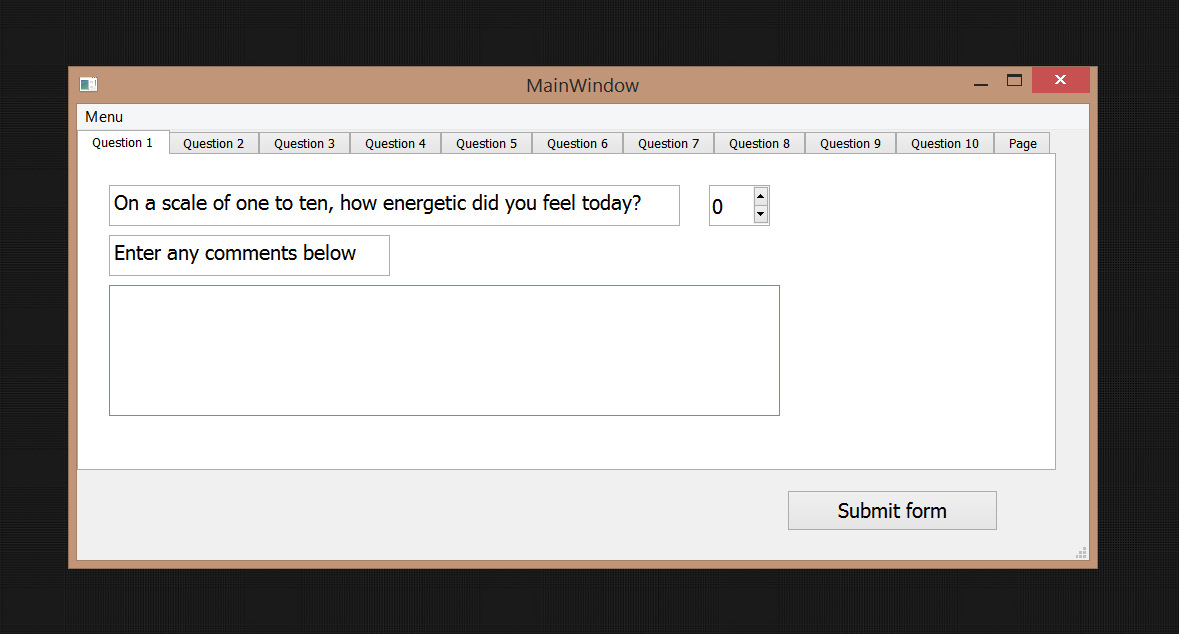 MainWindow
Menu
Question 1 Question 2 Question 3 Question 4 Question 5 Question 6 Question 7 Question 8 Question 9 Question 10 Page
On a scale of one to ten, how energetic did you feel today? 0
Enter any comments below
Submit form